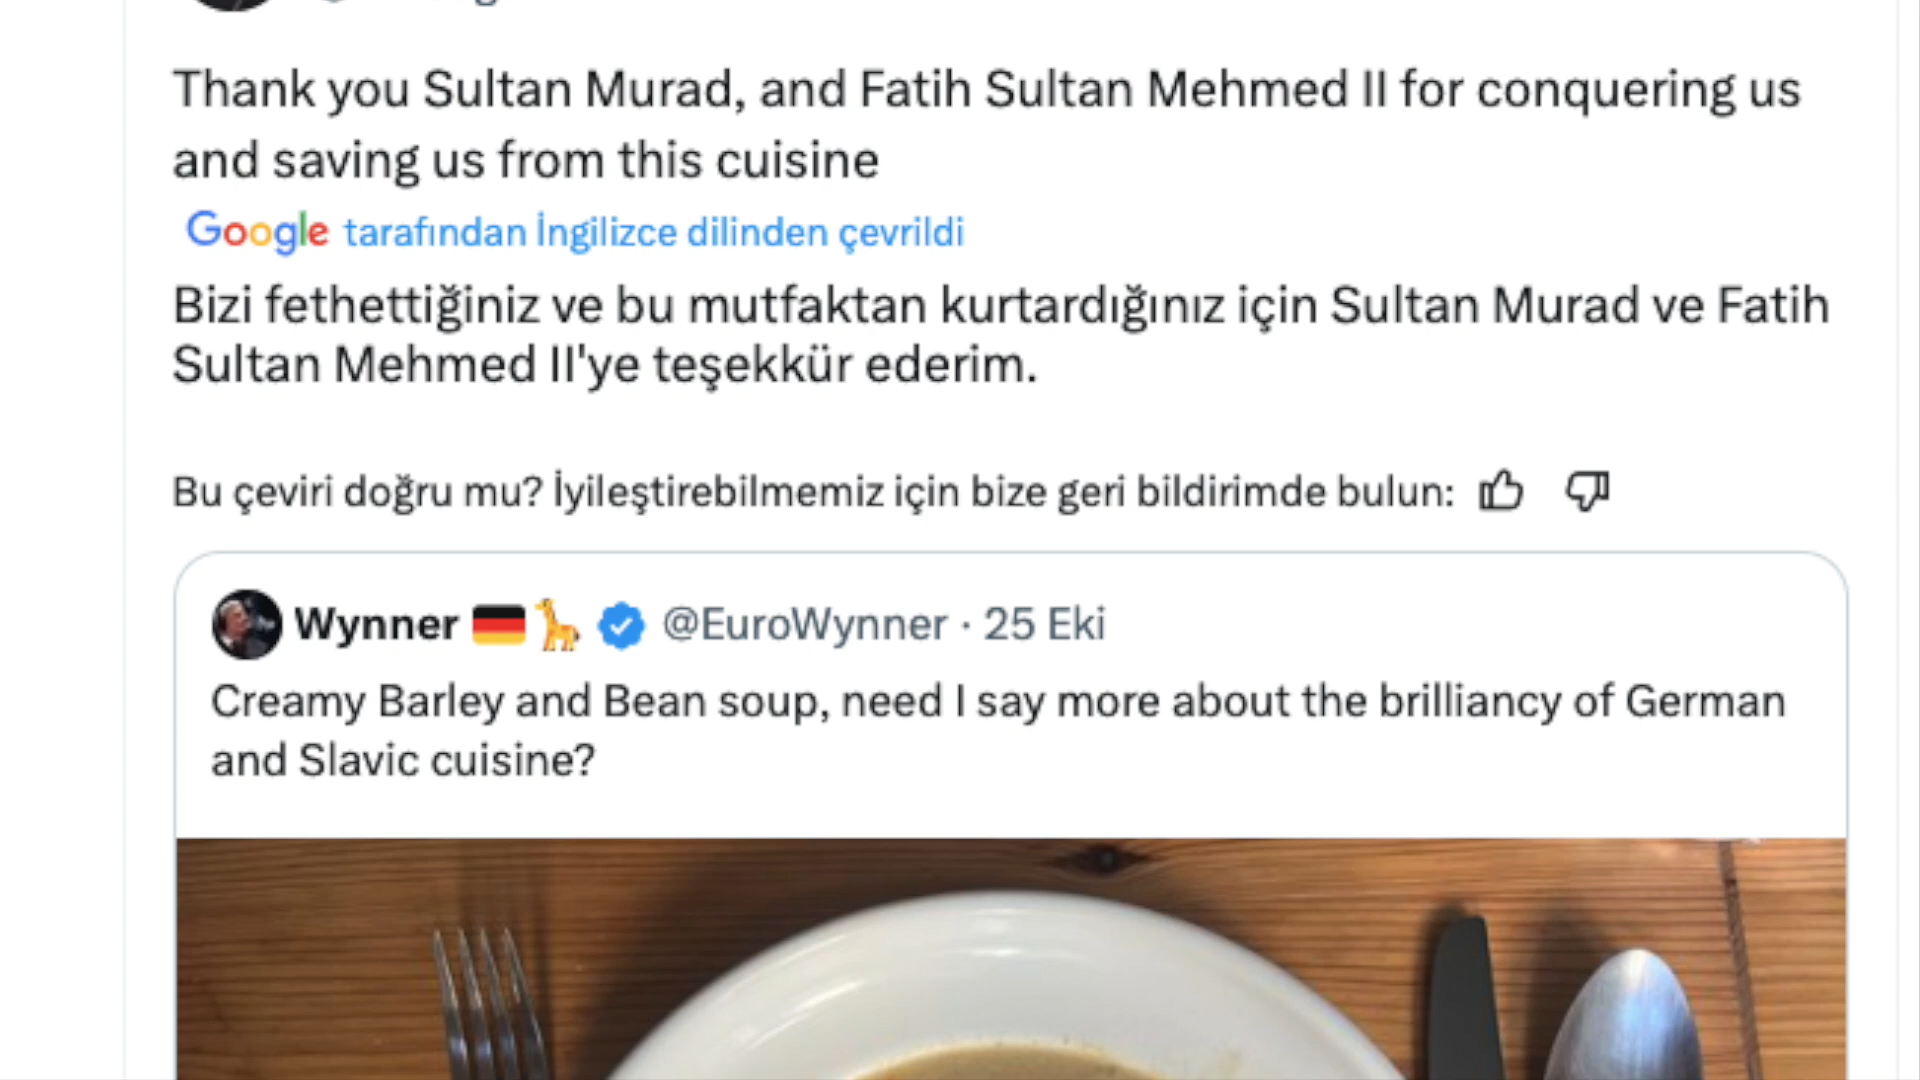 Thank you Sultan Murad, and Fatih Sultan Mehmed II for conquering us
and saving us from this cuisine
Google tarafından İngilizce dilinden çevrildi
Bizi fethettiğiniz ve bu mutfaktan kurtardığınız için Sultan Murad ve Fatih
Sultan Mehmed II'ye teşekkür ederim.
Bu çeviri doğru mu? İyileştirebilmemiz için bize geri bildirimde bulun:
Wynner @EuroWynner · 25 Eki
Creamy Barley and Bean soup, need I say more about the brilliancy of German
and Slavic cuisine?